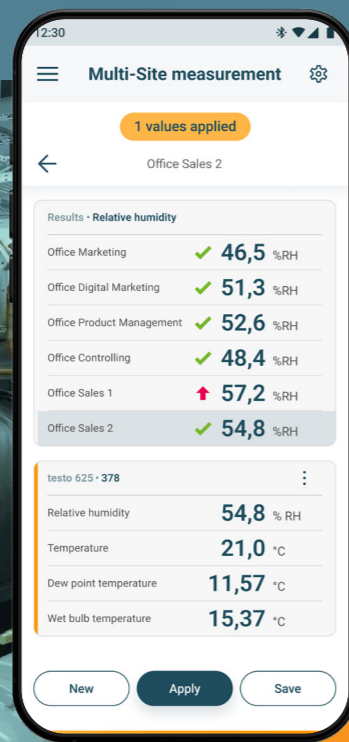 12:30
Multi-Site measurement
1 values applied
Office Sales 2
Results · Relative humidity
Office Marketing 46,5 %RH
Office Digital Marketing 51,3 %RH
Office Product Management 52,6 %RH
Office Controlling 48,4 %RH
Office Sales 1 57,2 %RH
Office Sales 2 54,8 %RH
testo 625 · 378
Relative humidity 54,8 % RH
Temperature 21,0 °C
Dew point temperature 11,57 °C
Wet bulb temperature 15,37 °C
New Apply Save